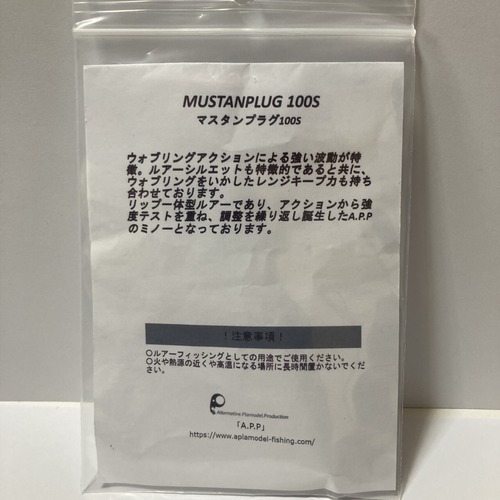 MUSTANPLUG 100S
マスタンプラグ100S
ウォブリングアクションによる強い波動が特
徴。ルアーシルエットも特徴的であると共に、
ウォブリングをいかしたレンジキープ力も持ち
合わせております。
リップ一体型ルアーであり、アクションから強
度テストを重ね、調整を繰り返し誕生したA.P.P
のミノーとなっております。
！注意事項！
〇ルアーフィッシングとしての用途でご使用ください。
〇火や熱源の近くや高温になる場所に長時間置かないでくだ
さい。
Alternative Plamodel Production
「A.P.P」
https://www.aplamodel-fishing.com/